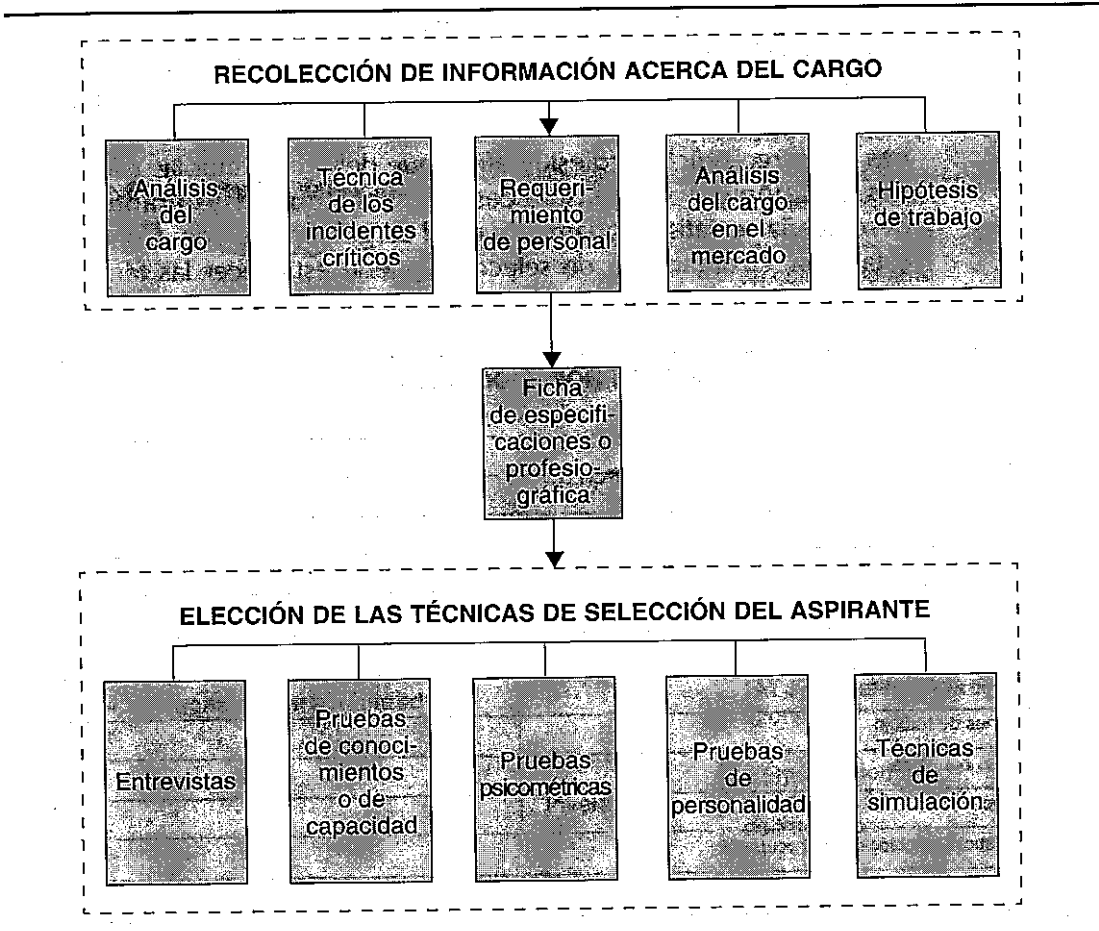 RECOLECCIÓN DE INFORMACIÓN ACERCA DEL CARGO
Análisis
del
cargo
Técnica
de los
incidentes
críticos
Requeri-
miento
de personal
Análisis
del cargo
en el
mercado
Hipótesis
de trabajo
Ficha
de especifi-
caciones o
profesio-
gráfica
ELECCIÓN DE LAS TÉCNICAS DE SELECCIÓN DEL ASPIRANTE
Entrevistas
Pruebas
de conoci-
mientos
o de
capacidad
Pruebas
psicométricas
Pruebas
de
personalidad
Técnicas
de
simulación